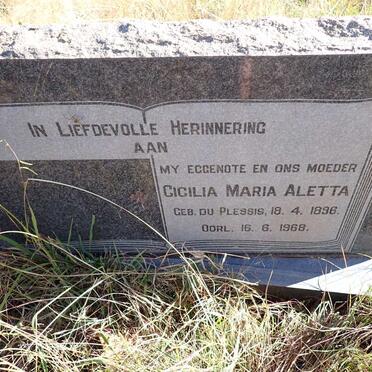 IN LIEFDEVOLLE HERINNERING
AAN
MY EGGENOTE EN ONS MOEDER
CICILIA MARIA ALETTA
GEB. DU PLESSIS, 18. 4. 1896.
OORL. 16. 6. 1968.